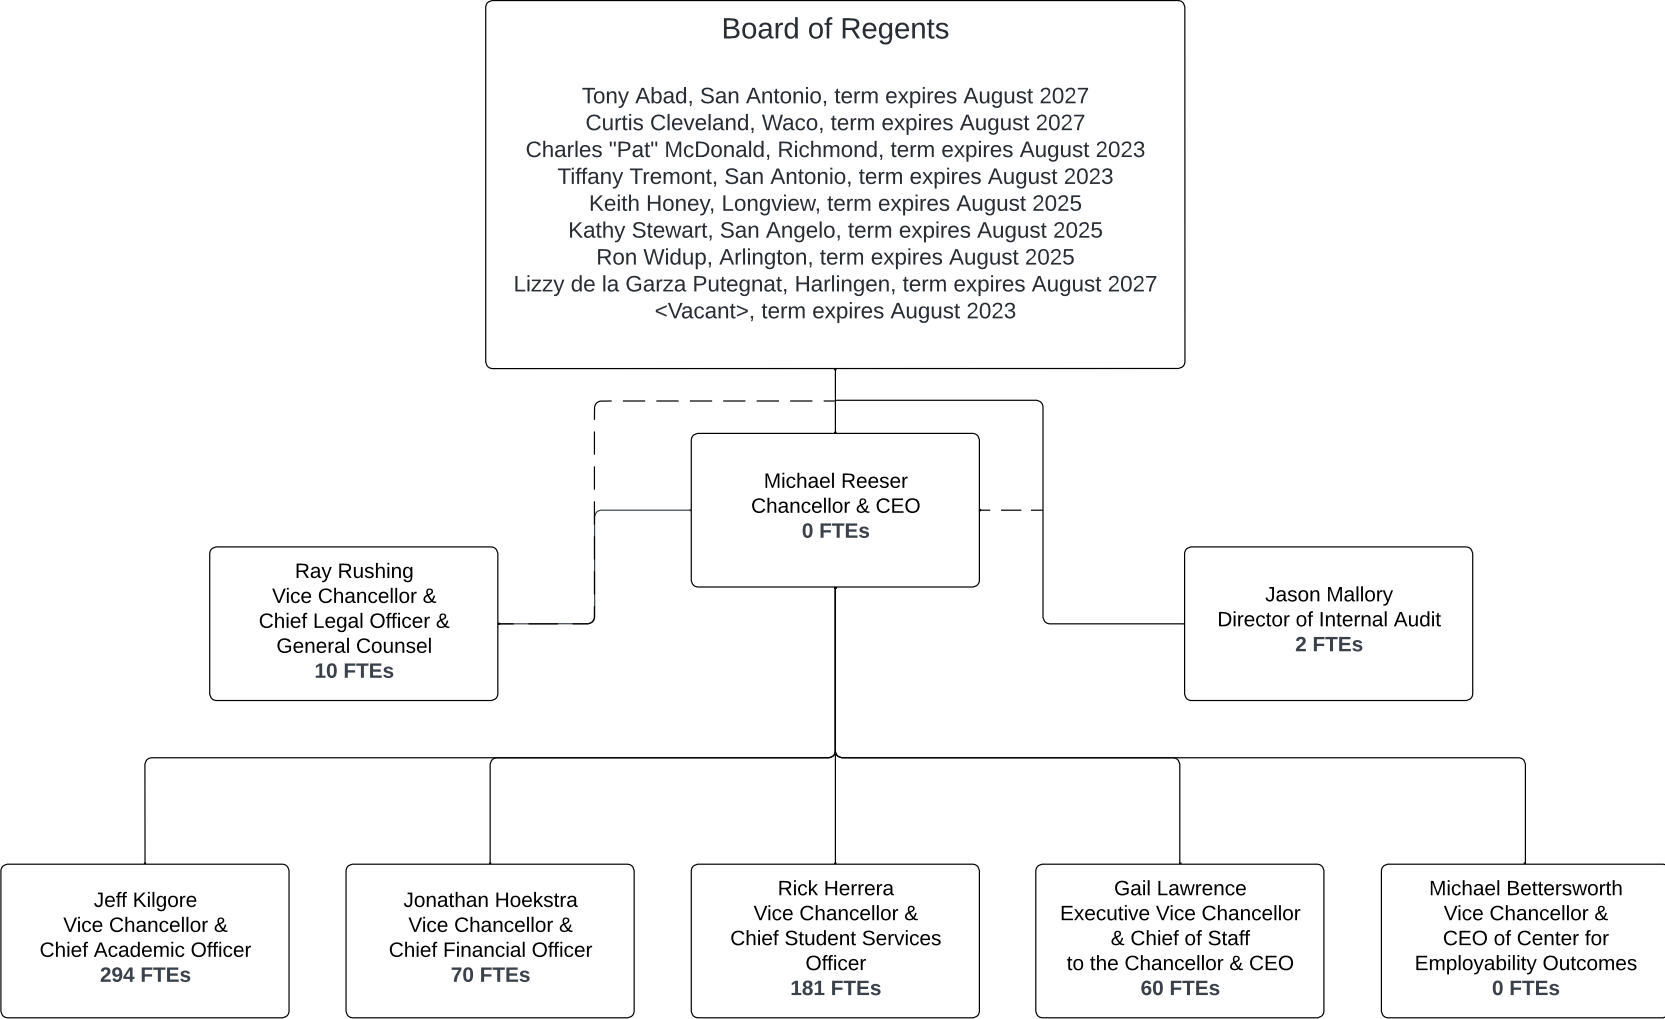 Board of Regents
Tony Abad, San Antonio, term expires August 2027
Curtis Cleveland, Waco, term expires August 2027
Charles "Pat" McDonald, Richmond, term expires August 2023
Tiffany Tremont, San Antonio, term expires August 2023
Keith Honey, Longview, term expires August 2025
Kathy Stewart, San Angelo, term expires August 2025
Ron Widup, Arlington, term expires August 2025
Lizzy de la Garza Putegnat, Harlingen, term expires August 2027
<Vacant>, term expires August 2023
Michael Reeser
Chancellor & CEO
0 FTEs
Ray Rushing
Vice Chancellor &
Chief Legal Officer &
General Counsel
10 FTEs
Jason Mallory
Director of Internal Audit
2 FTEs
Jeff Kilgore
Vice Chancellor &
Chief Academic Officer
294 FTEs
Jonathan Hoekstra
Vice Chancellor &
Chief Financial Officer
70 FTEs
Rick Herrera
Vice Chancellor &
Chief Student Services
Officer
181 FTEs
Gail Lawrence
Executive Vice Chancellor
& Chief of Staff
to the Chancellor & CEO
60 FTEs
Michael Bettersworth
Vice Chancellor &
CEO of Center for
Employability Outcomes
0 FTEs